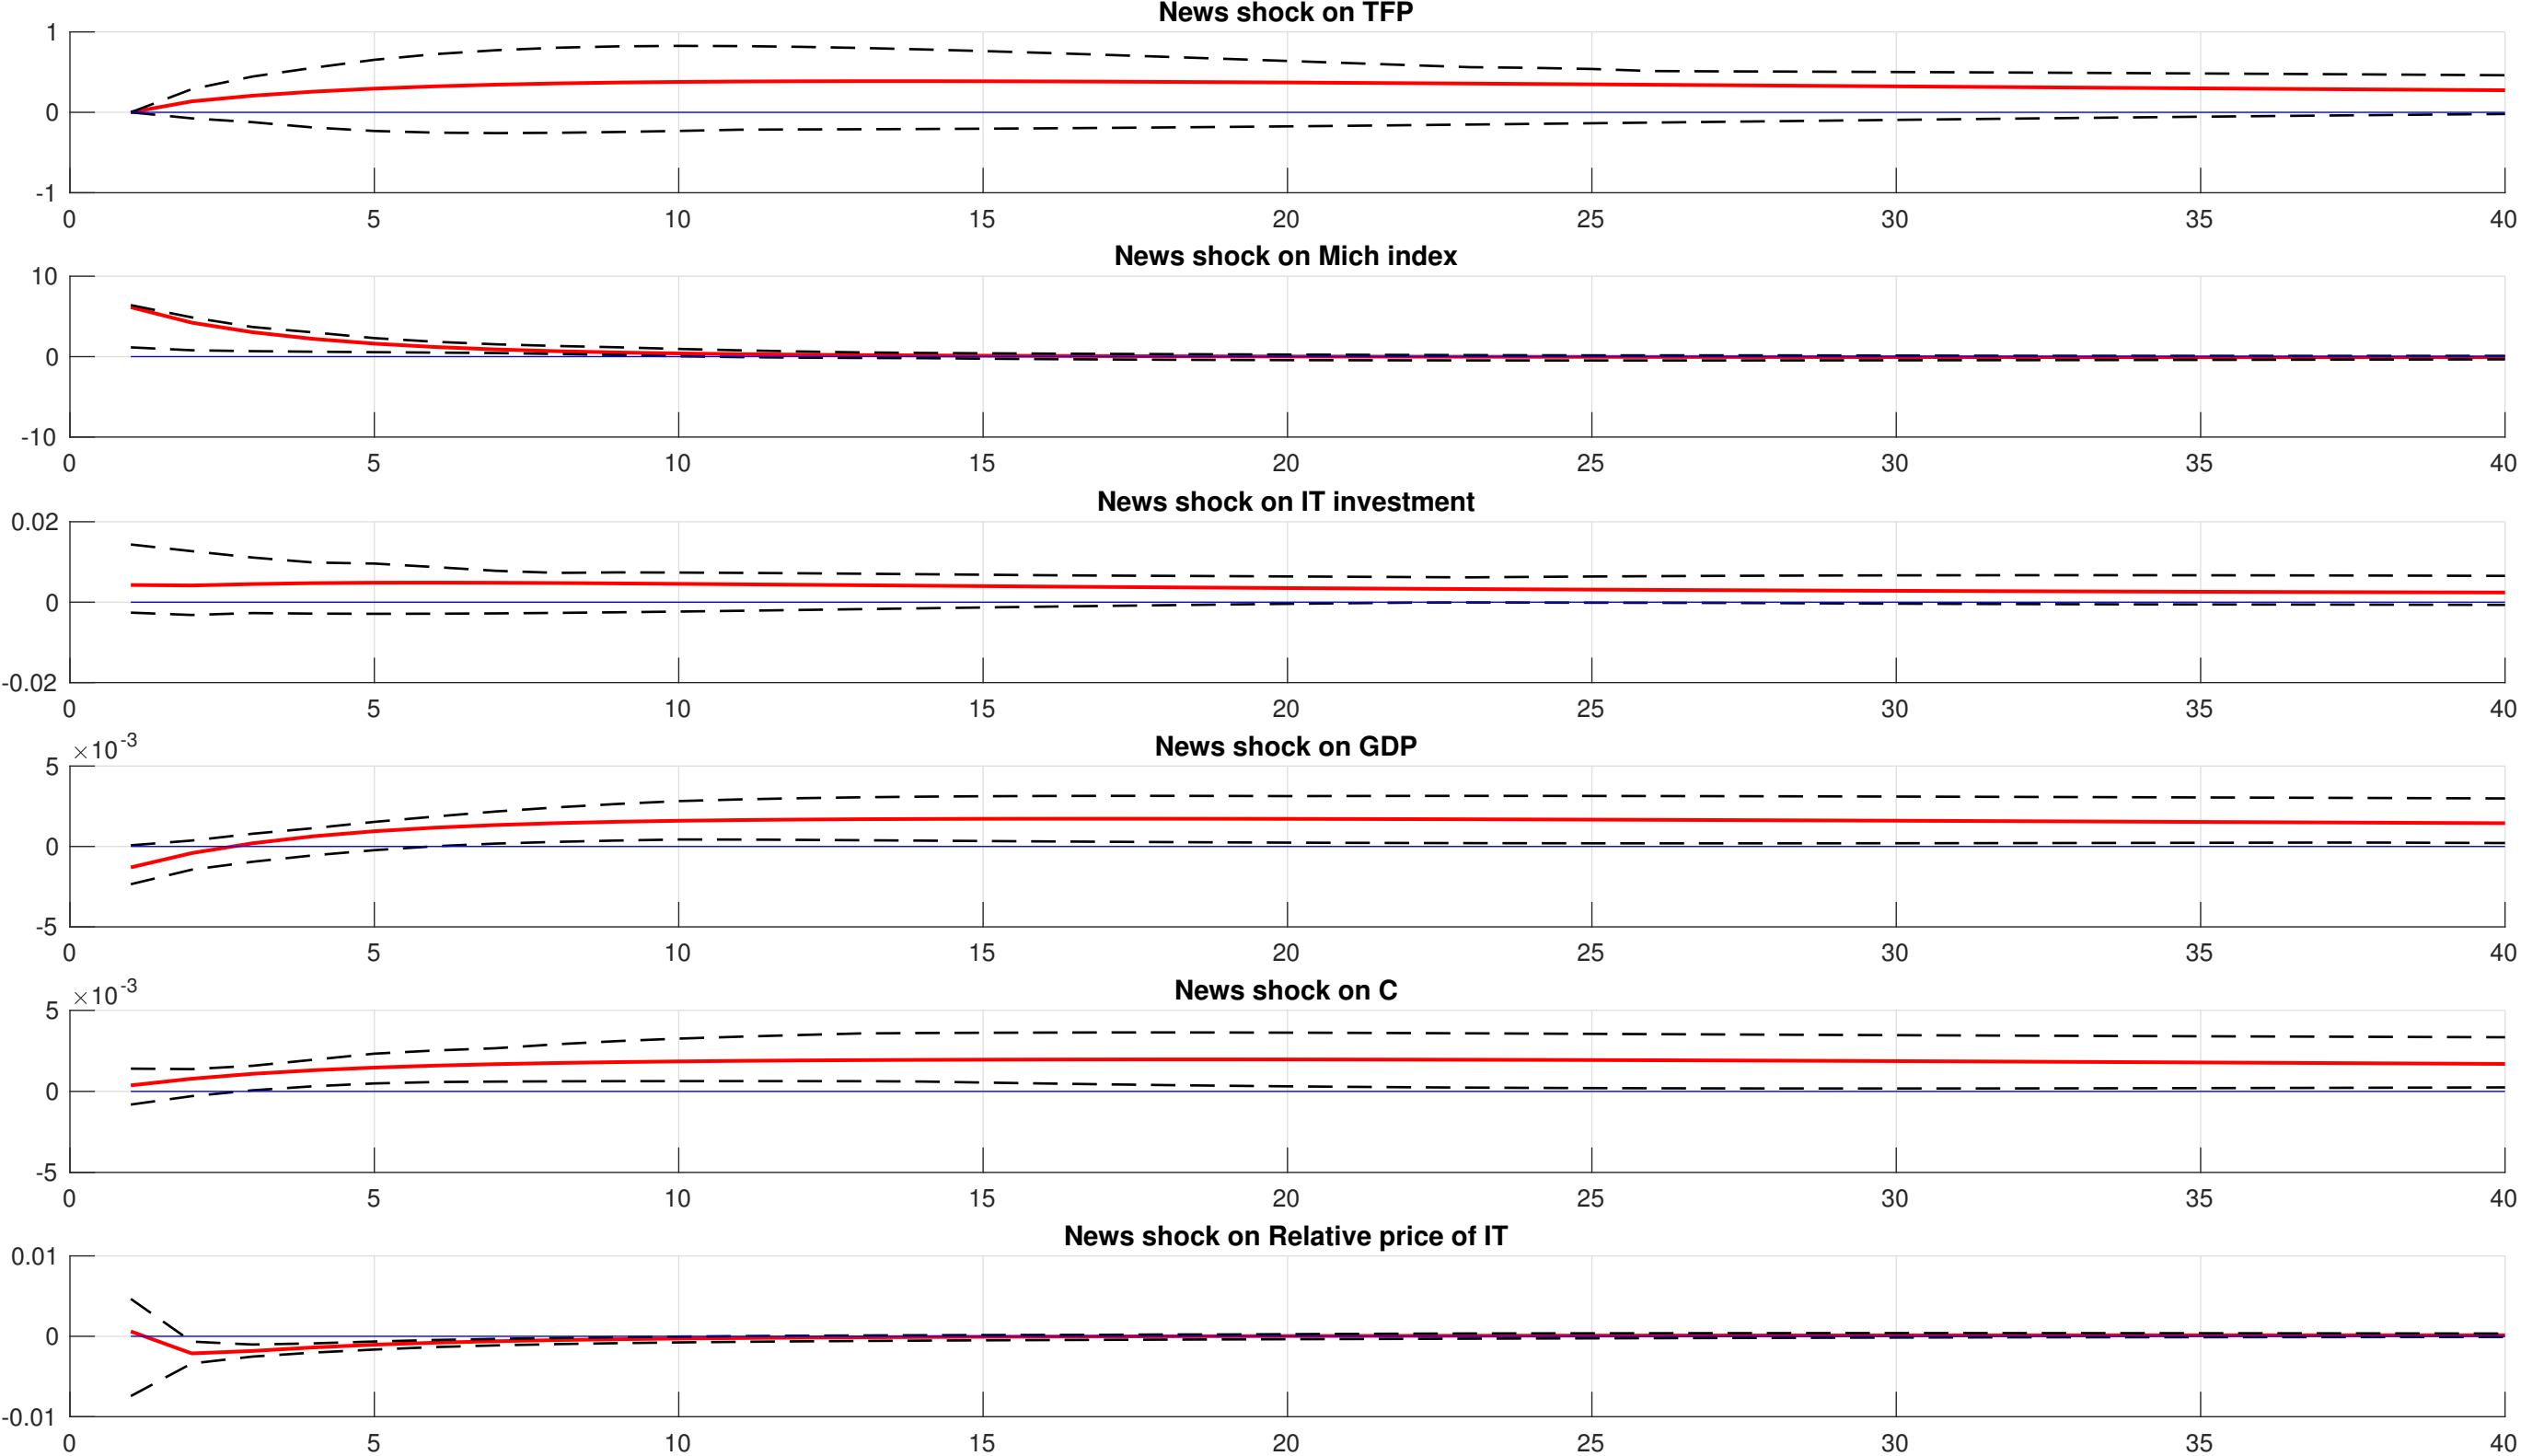 News shock on TFP
1
0
-1
0 5 10 15 20 25 30 35 40
News shock on Mich index
10
0
-10
0 5 10 15 20 25 30 35 40
News shock on IT investment
0.02
0
-0.02
0 5 10 15 20 25 30 35 40
×10-3
News shock on GDP
5
0
-5
0 5 10 15 20 25 30 35 40
×10-3
News shock on C
5
0
-5
0 5 10 15 20 25 30 35 40
News shock on Relative price of IT
0.01
0
-0.01
0 5 10 15 20 25 30 35 40